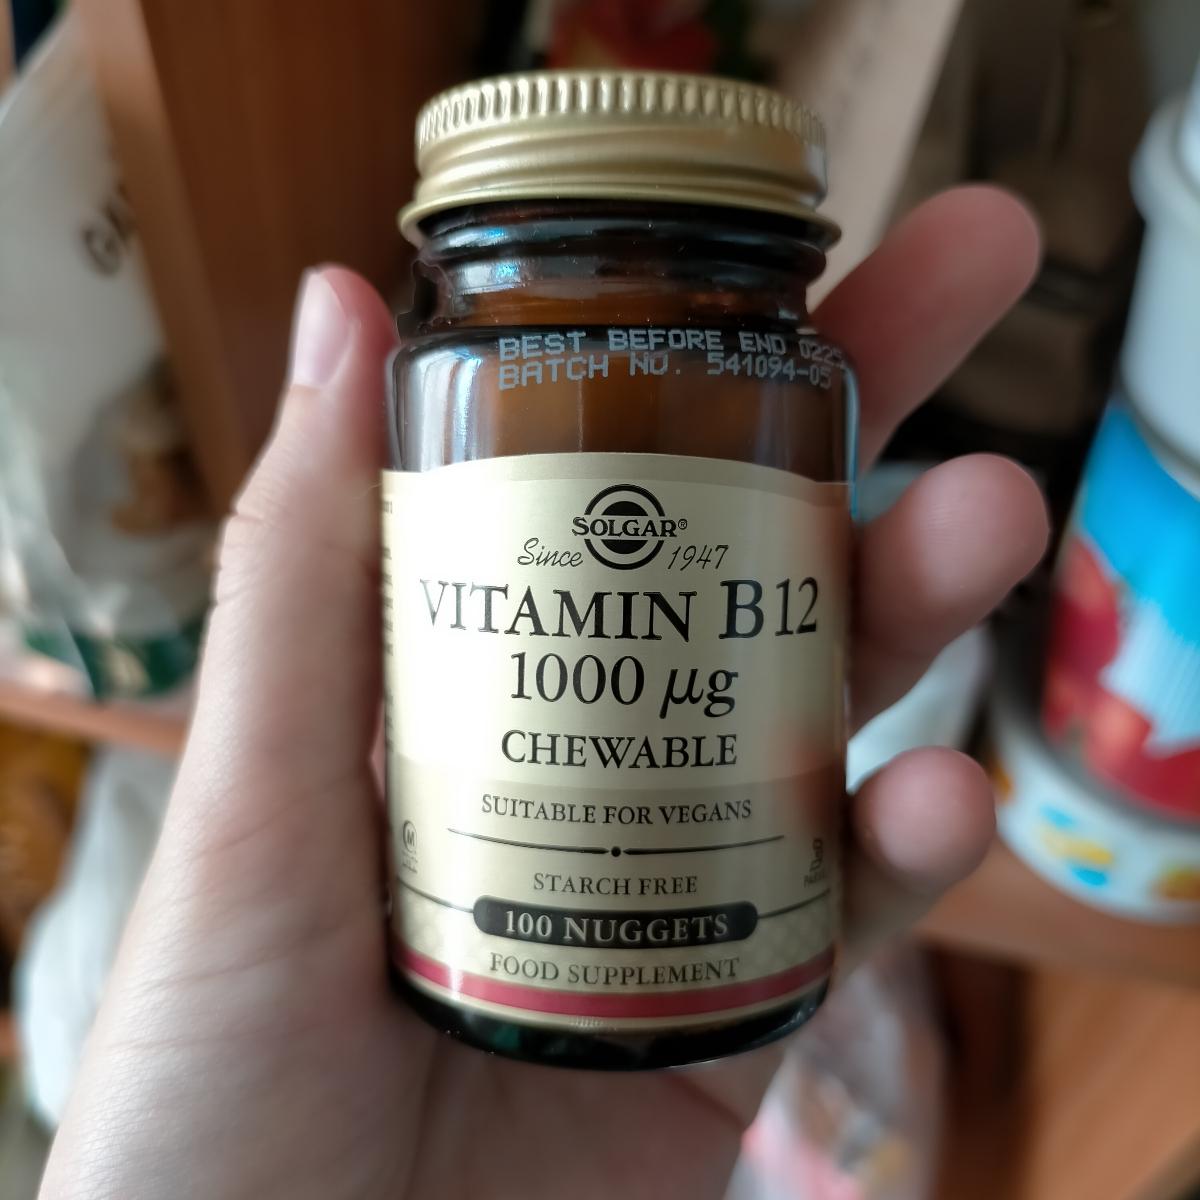 BEST BEFORE END 0225
BATCH NO. 541094-05
SOLGAR®
Since 1947
VITAMIN B12
1000 µg
CHEWABLE
SUITABLE FOR VEGANS
STARCH FREE
100 NUGGETS
FOOD SUPPLEMENT